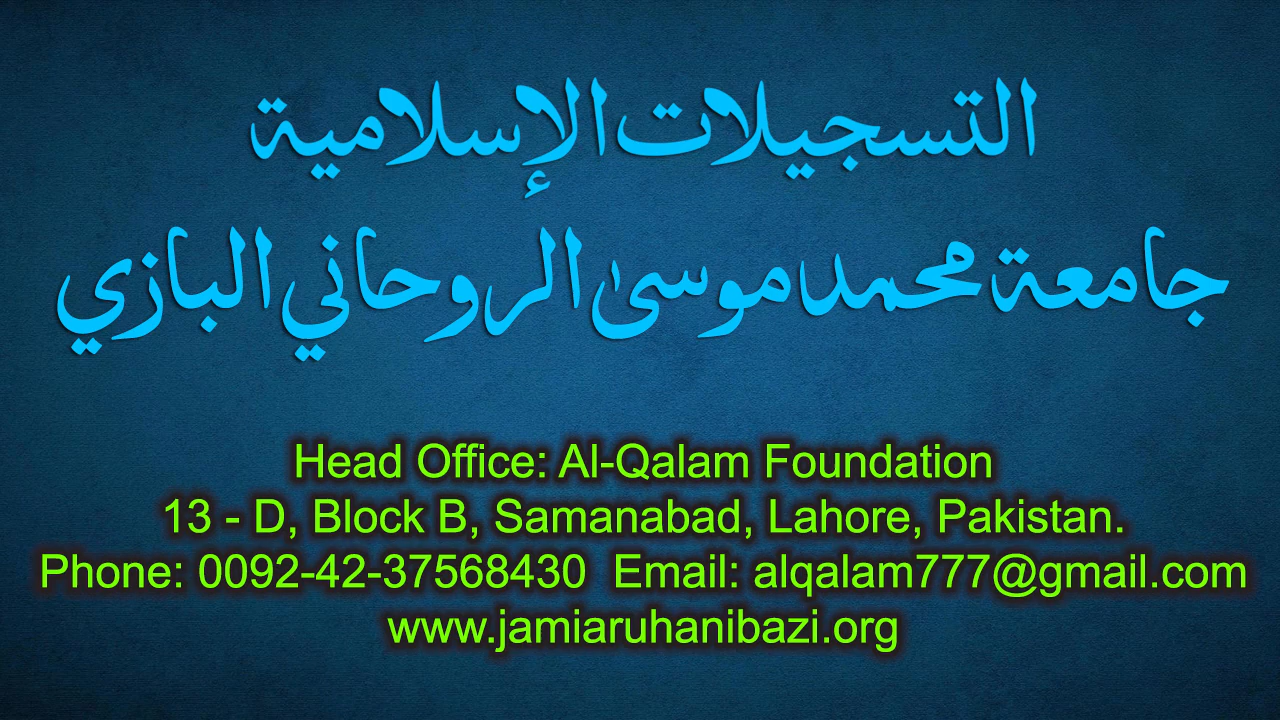 التسجيلات الإسلامية
جامعة محمد موسىٰ الروحاني البازي
Head Office: Al-Qalam Foundation
13 - D, Block B, Samanabad, Lahore, Pakistan.
Phone: 0092-42-37568430 Email: alqalam777@gmail.com
www.jamiaruhanibazi.org